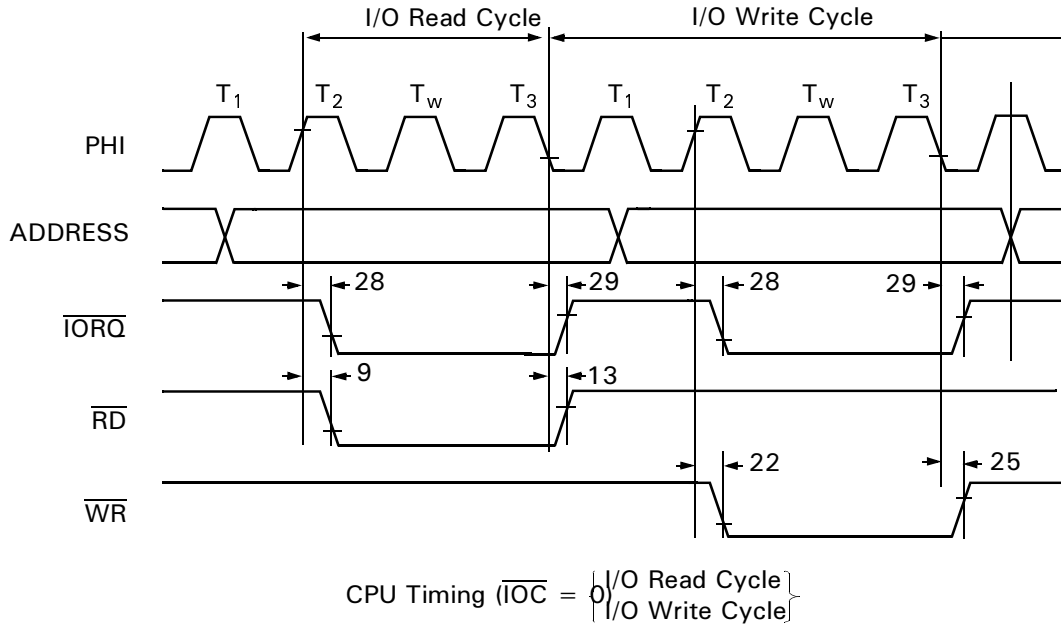 I/O Read Cycle I/O Write Cycle
T1 T2 Tw T3 T1 T2 Tw T3
PHI
ADDRESS
28 29 28 29
IORQ
9 13
RD
22 25
WR
CPU Timing (IOC = 0)
I/O Read Cycle
I/O Write Cycle